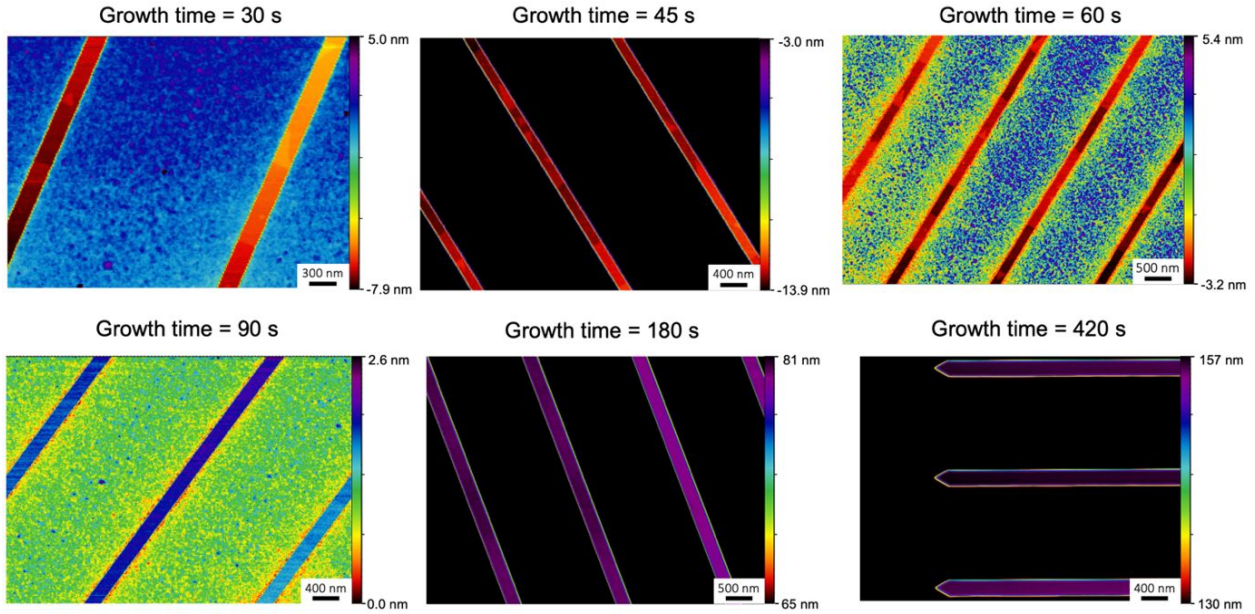 Growth time = 30 s
Growth time = 45 s
Growth time = 60 s
5.0 nm
-3.0 nm
5.4 nm
300 nm
400 nm
500 nm
-7.9 nm
-13.9 nm
-3.2 nm
Growth time = 90 s
Growth time = 180 s
Growth time = 420 s
2.6 nm
81 nm
157 nm
400 nm
500 nm
400 nm
0.0 nm
65 nm
130 nm